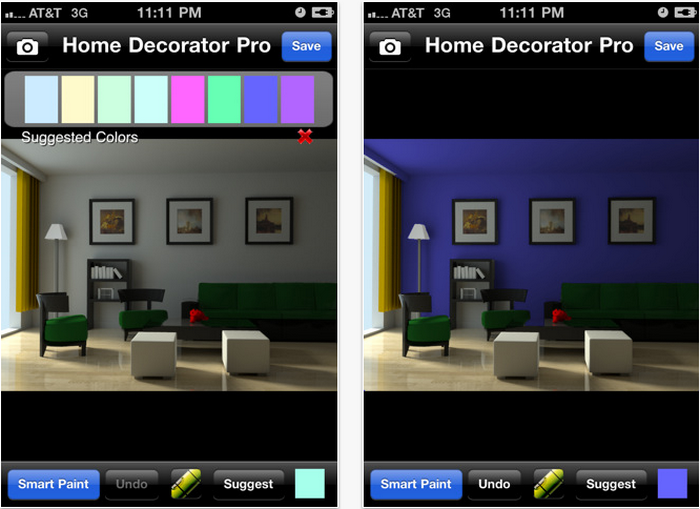 AT&T 3G 11:11 PM
Home Decorator Pro Save
Suggested Colors
Smart Paint Undo Suggest
AT&T 3G 11:11 PM
Home Decorator Pro Save
Smart Paint Undo Suggest